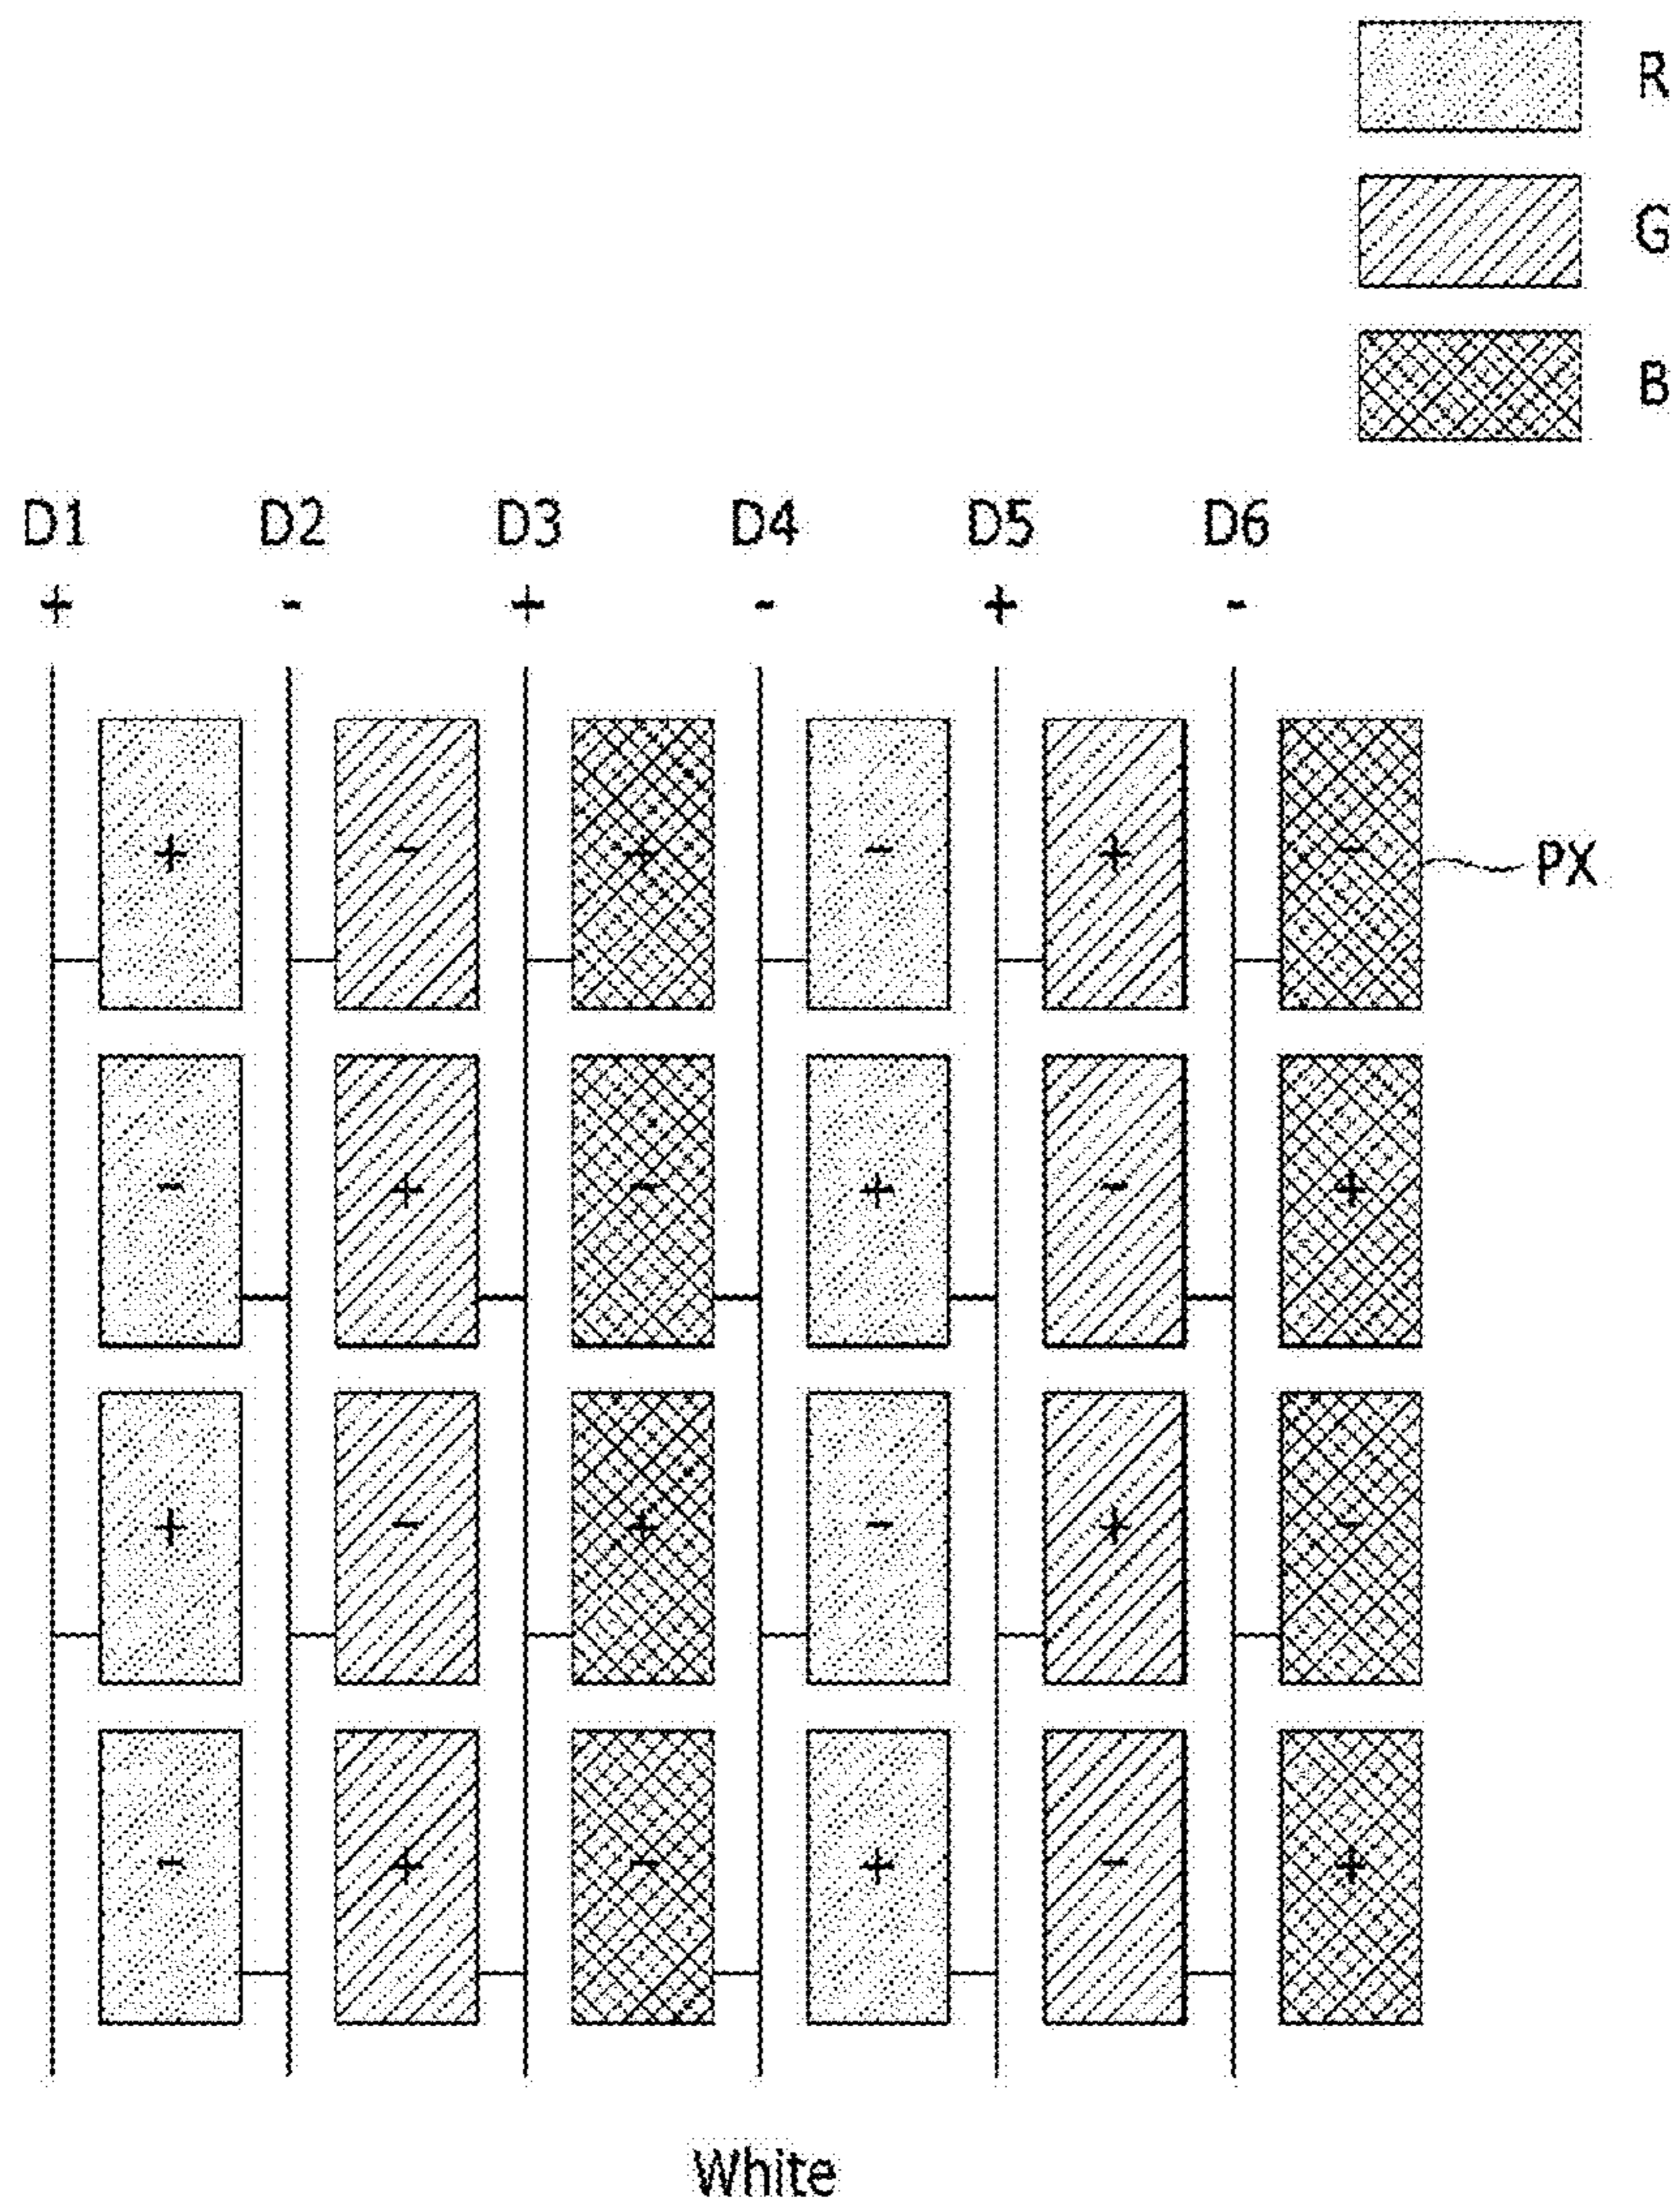 R
G
B
D1 D2 D3 D4 D5 D6
+ - + - + -
+ - + - + -
PX
- + - + - +
+ - + - + -
- + - + - +
White